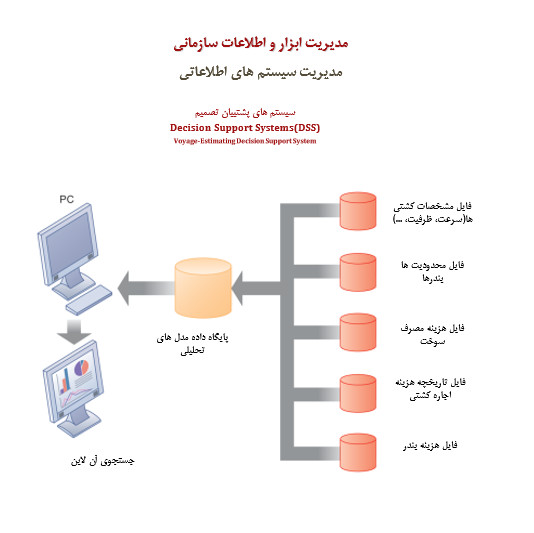 مدیریت ابزار و اطلاعات سازمانی
مدیریت سیستم های اطلاعاتی
سیستم های پشتیبان تصمیم
Decision Support Systems(DSS)
Voyage-Estimating Decision Support System
PC
فایل مشخصات کشتی
ها(سرعت، ظرفیت، ...)
فایل محدودیت ها
بندرها
فایل هزینه مصرف
سوخت
فایل تاریخچه هزینه
اجاره کشتی
فایل هزینه بندر
پایگاه داده مدل های
تحلیلی
جستجوی آن لاین